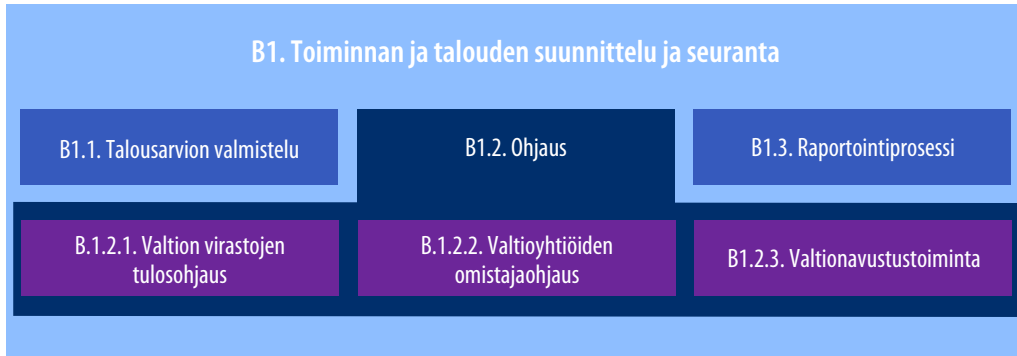 B1. Toiminnan ja talouden suunnittelu ja seuranta
B1.1. Talousarvion valmistelu
B1.2. Ohjaus
B1.3. Raportointiprosessi
B.1.2.1. Valtion virastojen
tulosohjaus
B.1.2.2. Valtioyhtiöiden
omistajaohjaus
B1.2.3. Valtionavustustoiminta